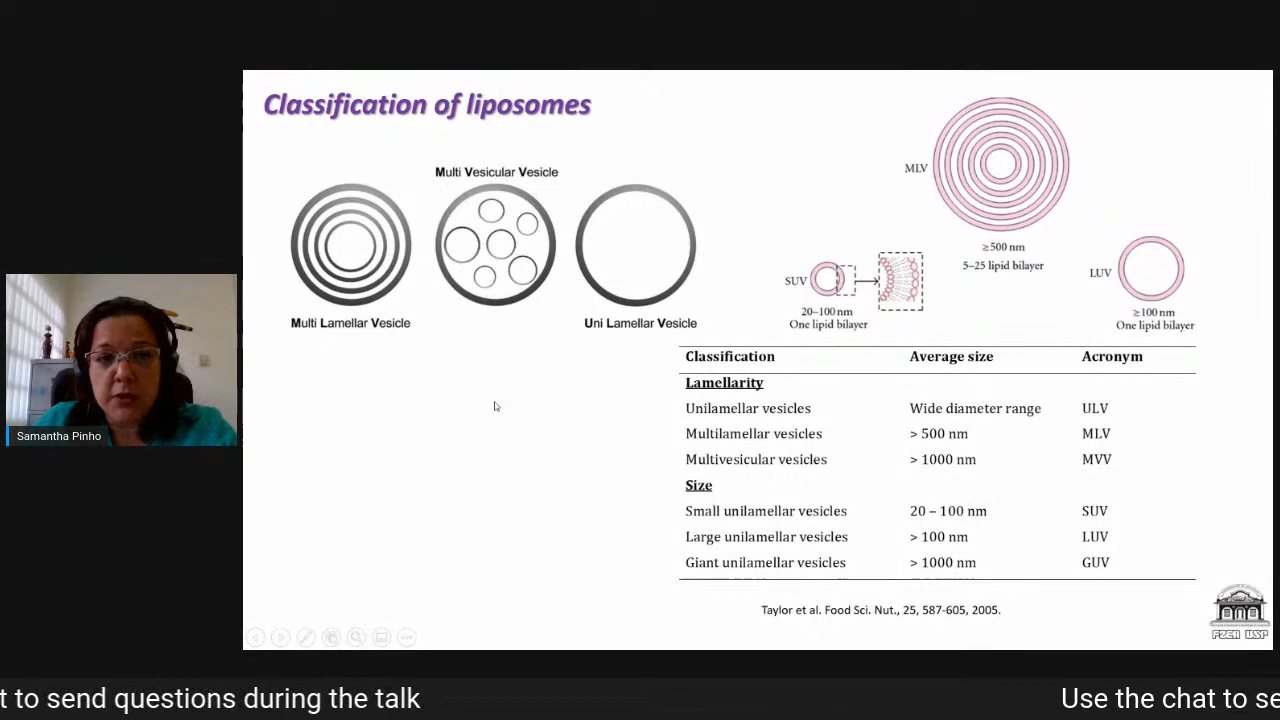 Classification of liposomes
Multi Vesicular Vesicle
Multi Lamellar Vesicle
Uni Lamellar Vesicle
MLV
≥500 nm
5–25 lipid bilayer
SUV
20–100 nm
One lipid bilayer
LUV
≥100 nm
One lipid bilayer
Classification Average size Acronym
Lamellarity
Unilamellar vesicles Wide diameter range ULV
Multilamellar vesicles > 500 nm MLV
Multivesicular vesicles > 1000 nm MVV
Size
Small unilamellar vesicles 20 – 100 nm SUV
Large unilamellar vesicles > 100 nm LUV
Giant unilamellar vesicles > 1000 nm GUV
Taylor et al. Food Sci. Nut., 25, 587-605, 2005.
FZEA USP
Samantha Pinho
t to send questions during the talk
Use the chat to se